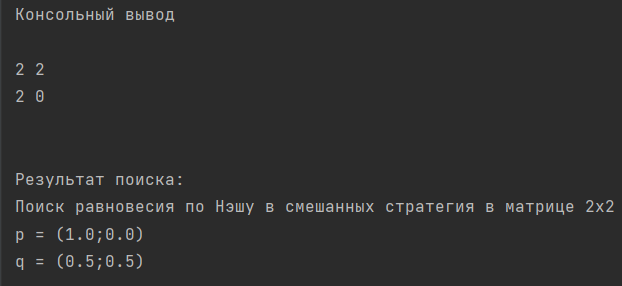 Консольный вывод
2 2
2 0
Результат поиска:
Поиск равновесия по Нэшу в смешанных стратегия в матрице 2х2
p = (1.0;0.0)
q = (0.5;0.5)